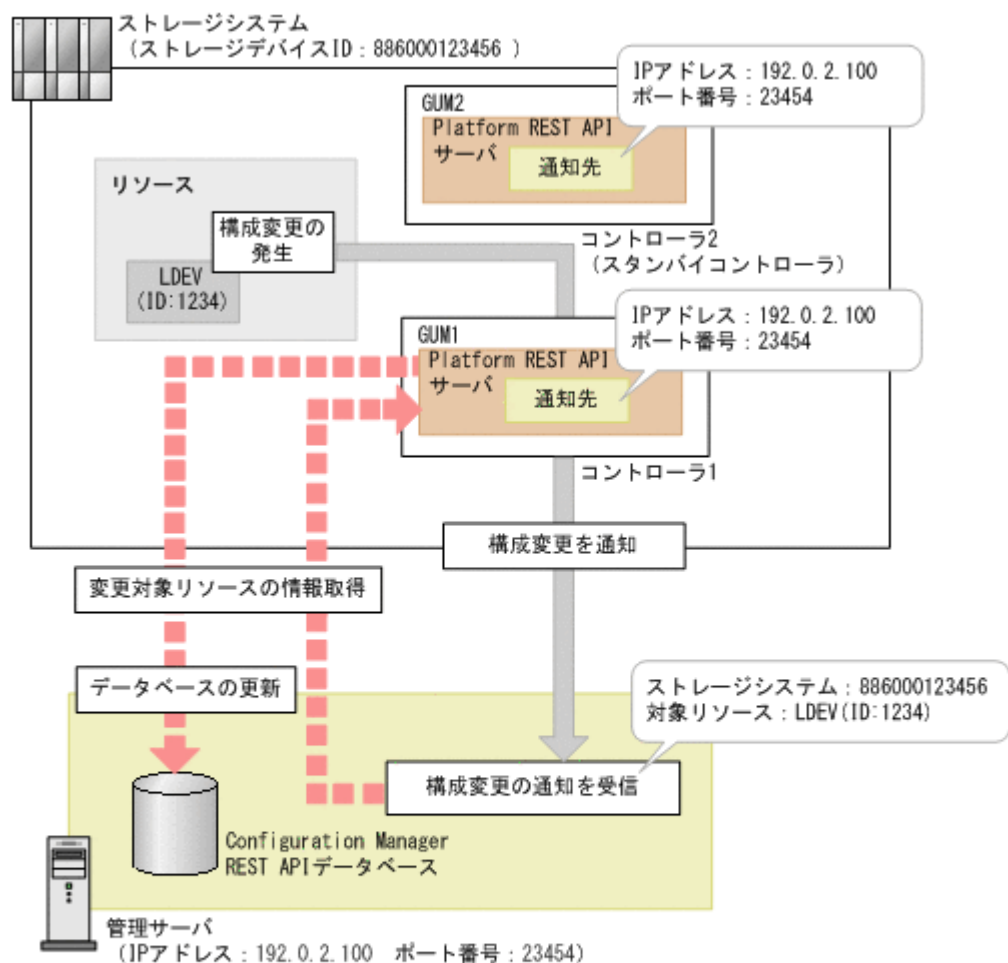 ストレージシステム
（ストレージデバイスID：886000123456 ）
IPアドレス：192.0.2.100
ポート番号：23454
GUM2
Platform REST API
サーバ
通知先
リソース
構成変更の
発生
LDEV
(ID:1234)
コントローラ2
（スタンバイコントローラ）
IPアドレス：192.0.2.100
ポート番号：23454
GUM1
Platform REST API
サーバ
通知先
コントローラ1
構成変更を通知
変更対象リソースの情報取得
データベースの更新
ストレージシステム：886000123456
対象リソース：LDEV(ID:1234)
構成変更の通知を受信
Configuration Manager
REST APIデータベース
管理サーバ
（IPアドレス：192.0.2.100　ポート番号：23454）